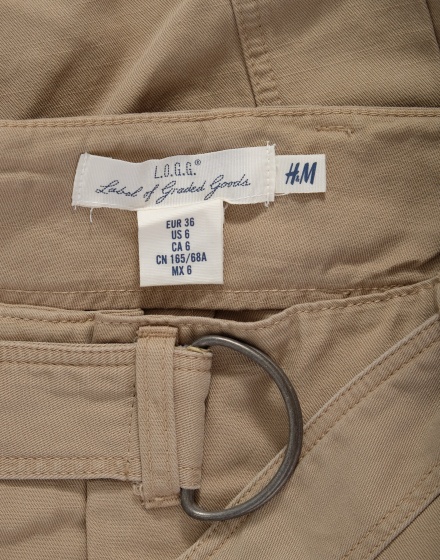 L.O.G.G.®
Label of Graded Goods
H&M
EUR 36
US 6
CA 6
CN 165/68A
MX 6